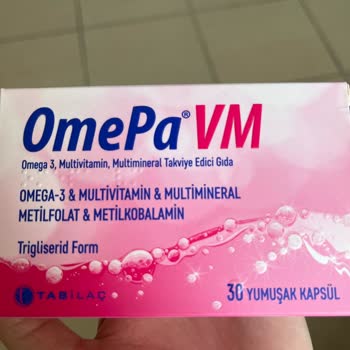 OmePa® VM
Omega 3, Multivitamin, Multimineral Takviye Edici Gıda
OMEGA-3 & MULTIVITAMIN & MULTIMINERAL
METİLFOLAT & METİLKOBALAMİN
Trigliserid Form
TABİLAÇ
30 YUMUŞAK KAPSÜL